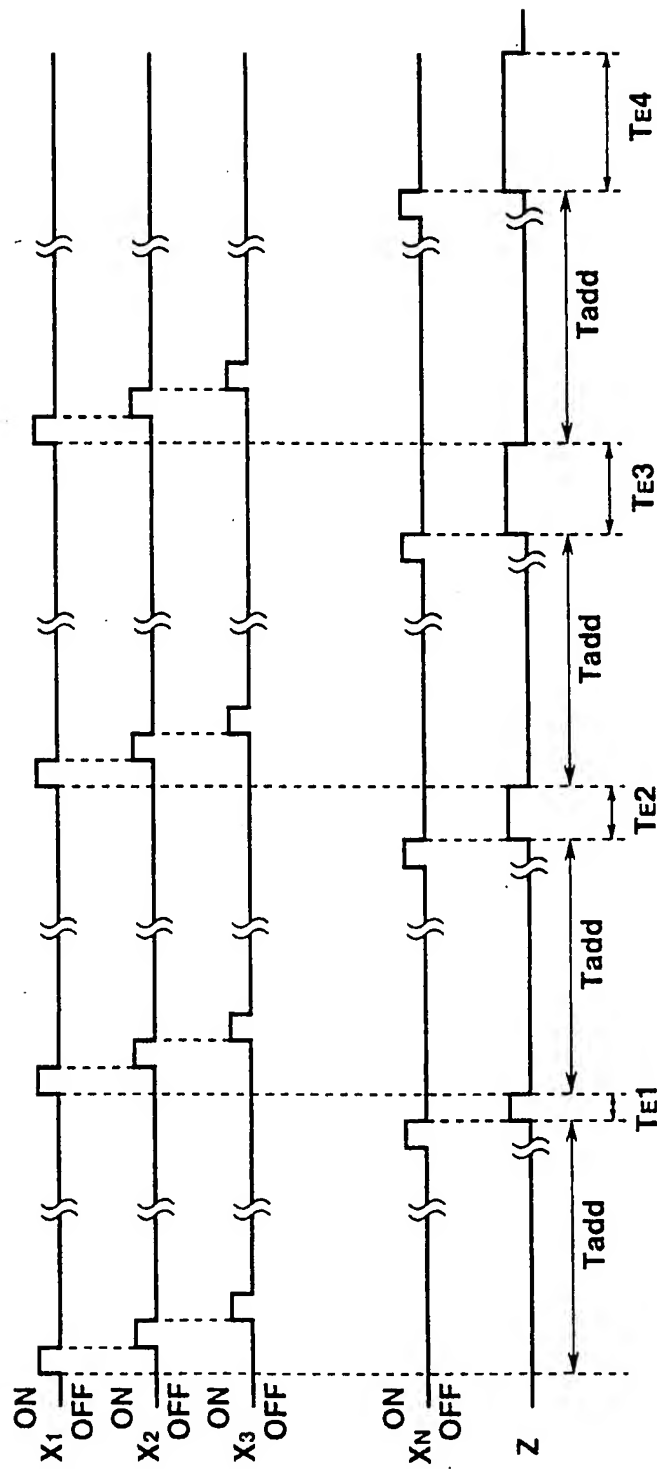 ON
X1
OFF
ON
X2
OFF
ON
X3
OFF
ON
XN
OFF
Z
Tadd
TE1
Tadd
TE2
Tadd
TE3
Tadd
TE4